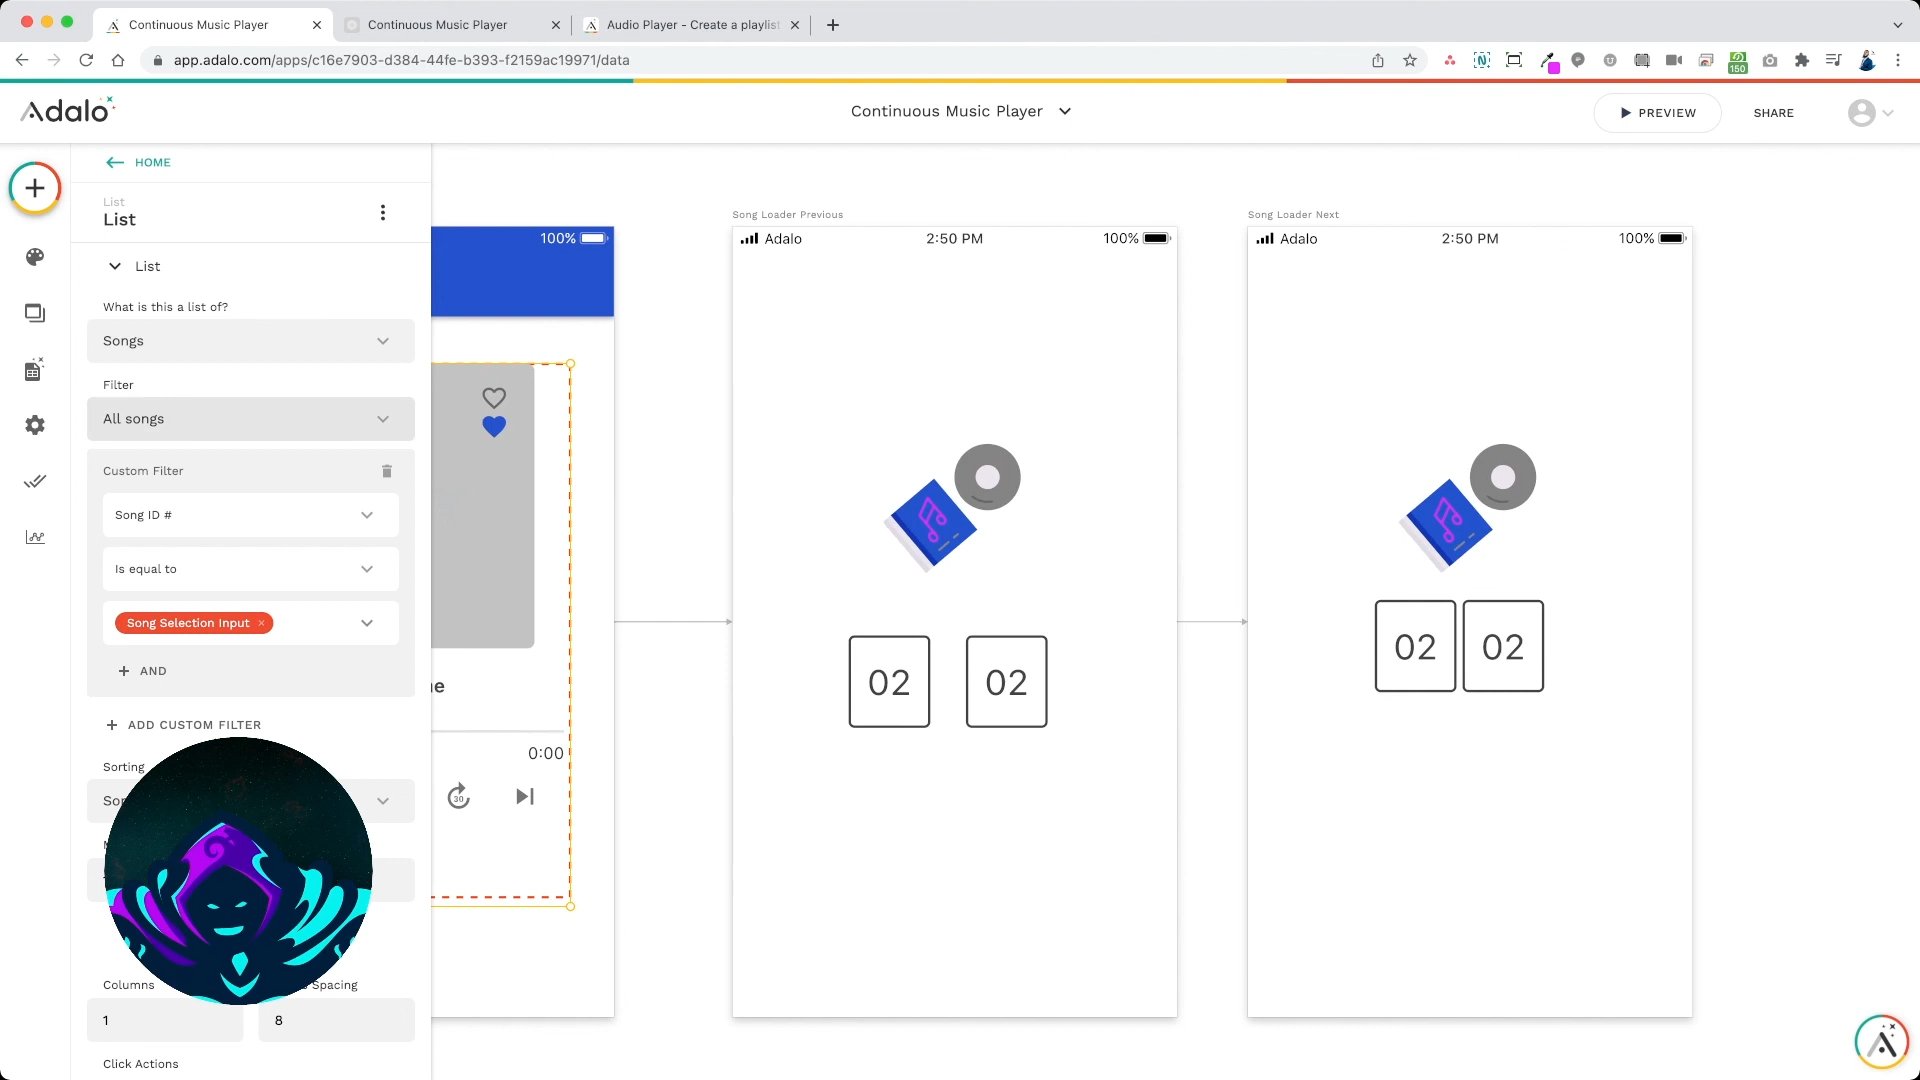 Continuous Music Player
Continuous Music Player
Audio Player - Create a playlist
app.adalo.com/apps/c16e7903-d384-44fe-b393-f2159ac19971/data
150
Adalo
Continuous Music Player
PREVIEW
SHARE
HOME
List
List
List
What is this a list of?
Songs
Filter
All songs
Custom Filter
Song ID #
Is equal to
Song Selection Input ×
+ AND
+ ADD CUSTOM FILTER
Sorting
Columns
Spacing
1
8
Click Actions
100%
0:00
30
Song Loader Previous
Adalo
2:50 PM
100%
02
02
Song Loader Next
Adalo
2:50 PM
100%
02
02